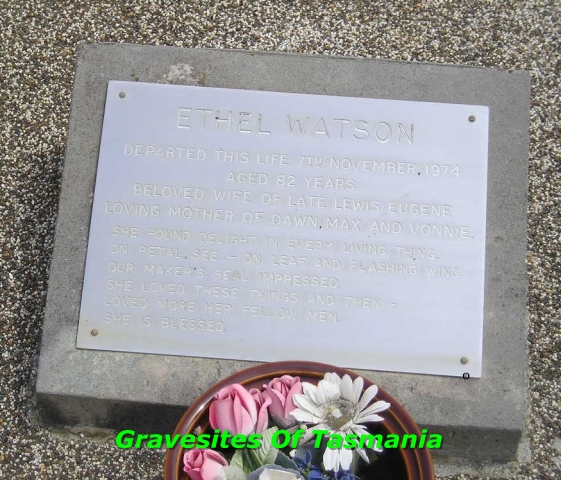 ETHEL WATSON
DEPARTED THIS LIFE 7TH NOVEMBER, 1974
AGED 82 YEARS
BELOVED WIFE OF LATE LEWIS EUGENE
LOVING MOTHER OF DAWN, MAX AND VONNIE.
SHE FOUND DELIGHT IN EVERY LIVING THING.
ON PETAL, SEE - ON LEAF AND FLASHING WING
OUR MAKER'S SEAL IMPRESSED.
SHE LOVED THESE THINGS AND THEN -
LOVED MORE HER FELLOW MEN.
SHE IS BLESSED.
Gravesites Of Tasmania